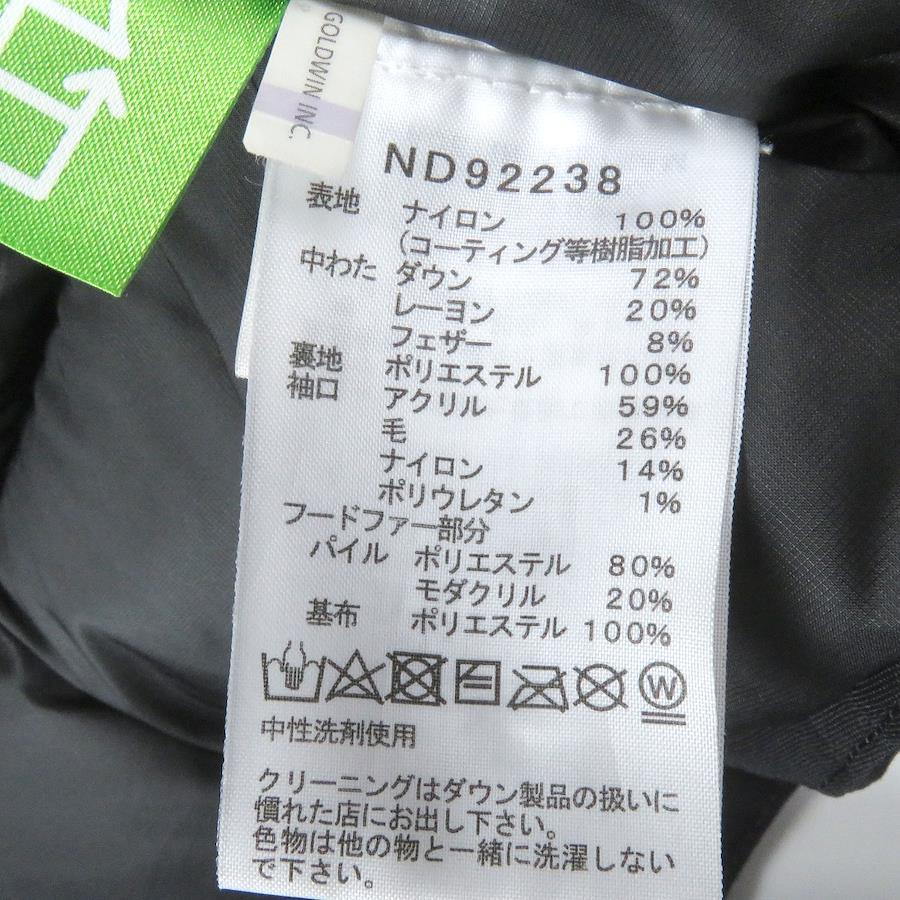 GOLDWIN INC.
ND92238
表地 ナイロン 100%
(コーティング等樹脂加工)
中わた ダウン 72%
レーヨン 20%
フェザー 8%
裏地 ポリエステル 100%
袖口 アクリル 59%
毛 26%
ナイロン 14%
ポリウレタン 1%
フードファー部分
パイル ポリエステル 80%
モダクリル 20%
基布 ポリエステル 100%
W
中性洗剤使用
クリーニングはダウン製品の扱いに
慣れた店にお出し下さい。
色物は他の物と一緒に洗濯しない
で下さい。